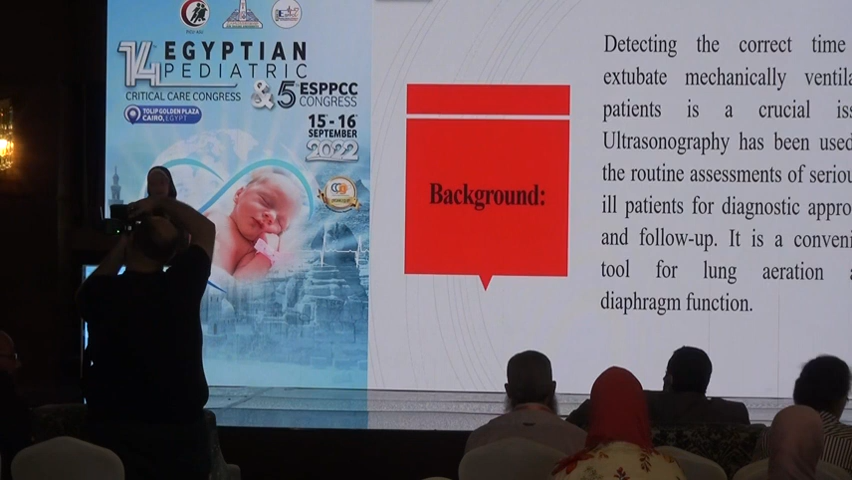 14th EGYPTIAN
PEDIATRIC
CRITICAL CARE CONGRESS
& 5th ESPPCC
CONGRESS
TOLIP GOLDEN PLAZA
CAIRO, EGYPT
15 - 16
SEPTEMBER
2022
Background:
Detecting the correct time
extubate mechanically ventila
patients is a crucial iss
Ultrasonography has been used
the routine assessments of seriou
ill patients for diagnostic appro
and follow-up. It is a conveni
tool for lung aeration a
diaphragm function.